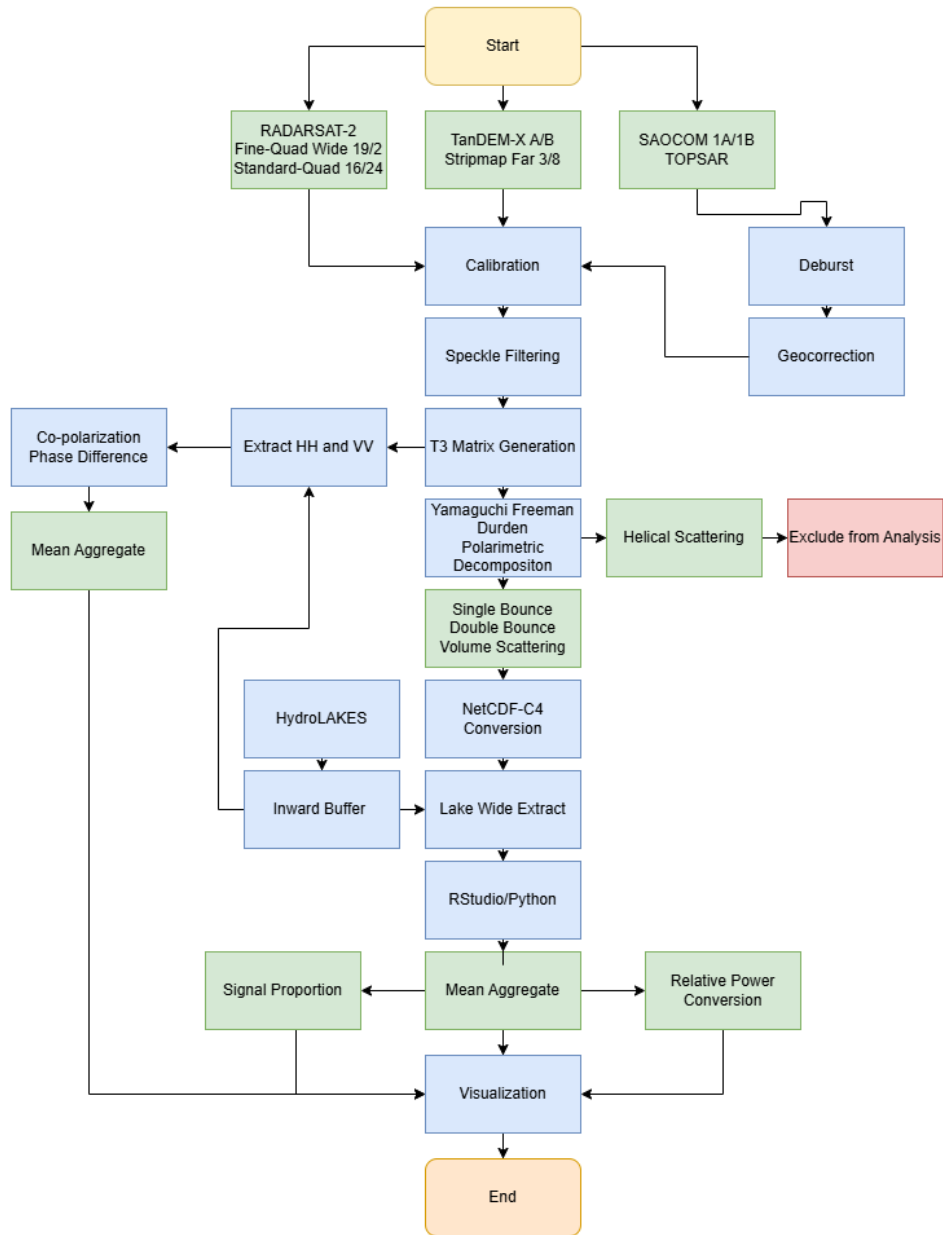 Start
RADARSAT-2
Fine-Quad Wide 19/2
Standard-Quad 16/24
TanDEM-X A/B
Stripmap Far 3/8
SAOCOM 1A/1B
TOPSAR
Calibration
Deburst
Speckle Filtering
Geocorrection
Co-polarization
Phase Difference
Extract HH and VV
T3 Matrix Generation
Mean Aggregate
Yamaguchi Freeman
Durden
Polarimetric
Decompositon
Helical Scattering
Exclude from Analysis
Single Bounce
Double Bounce
Volume Scattering
HydroLAKES
NetCDF-C4
Conversion
Inward Buffer
Lake Wide Extract
RStudio/Python
Signal Proportion
Mean Aggregate
Relative Power
Conversion
Visualization
End